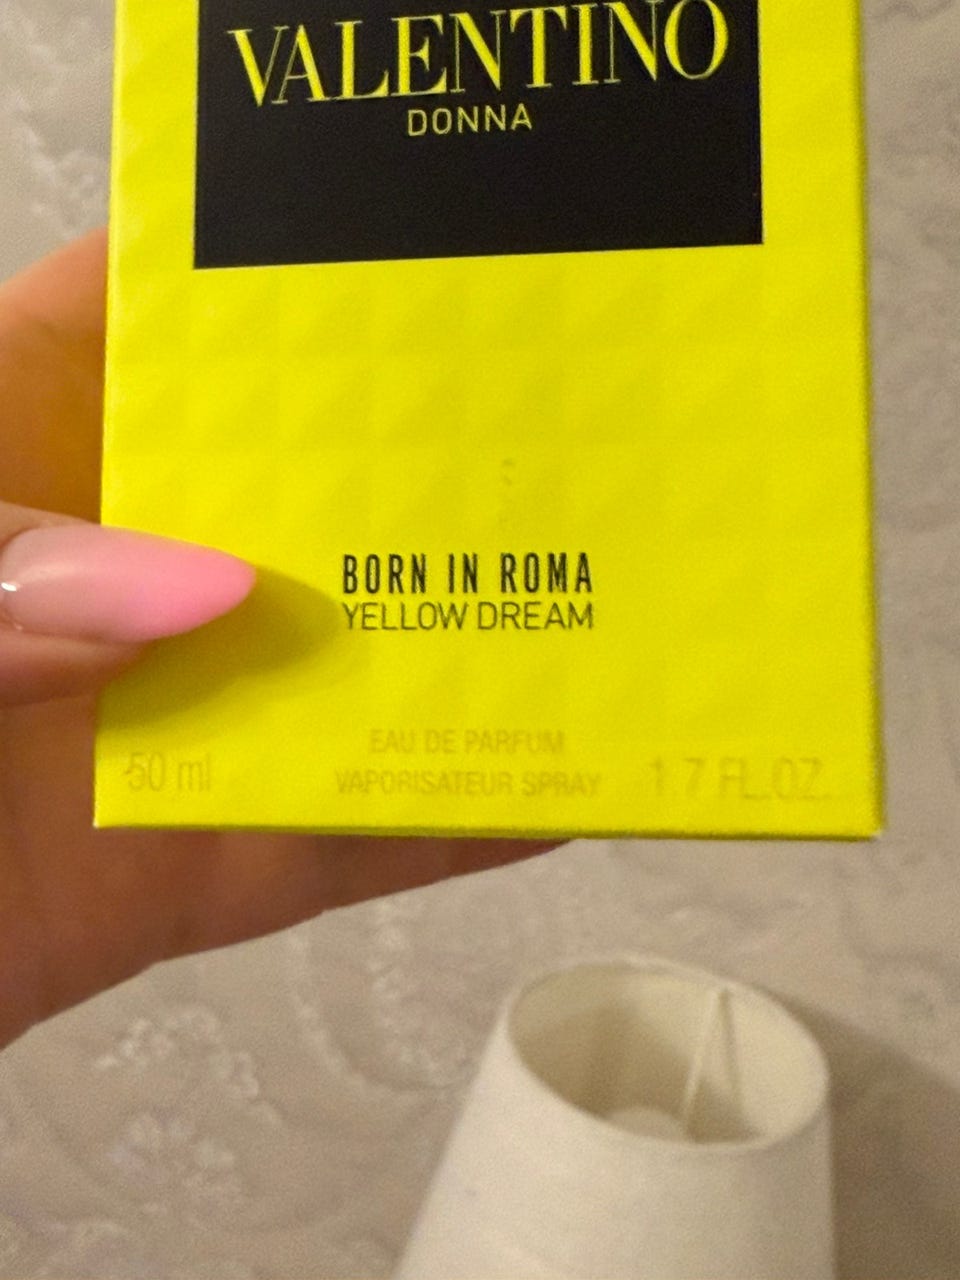 VALENTINO
DONNA
BORN IN ROMA
YELLOW DREAM
EAU DE PARFUM
50 ml VAPORISATEUR SPRAY 1.7 FL.OZ.